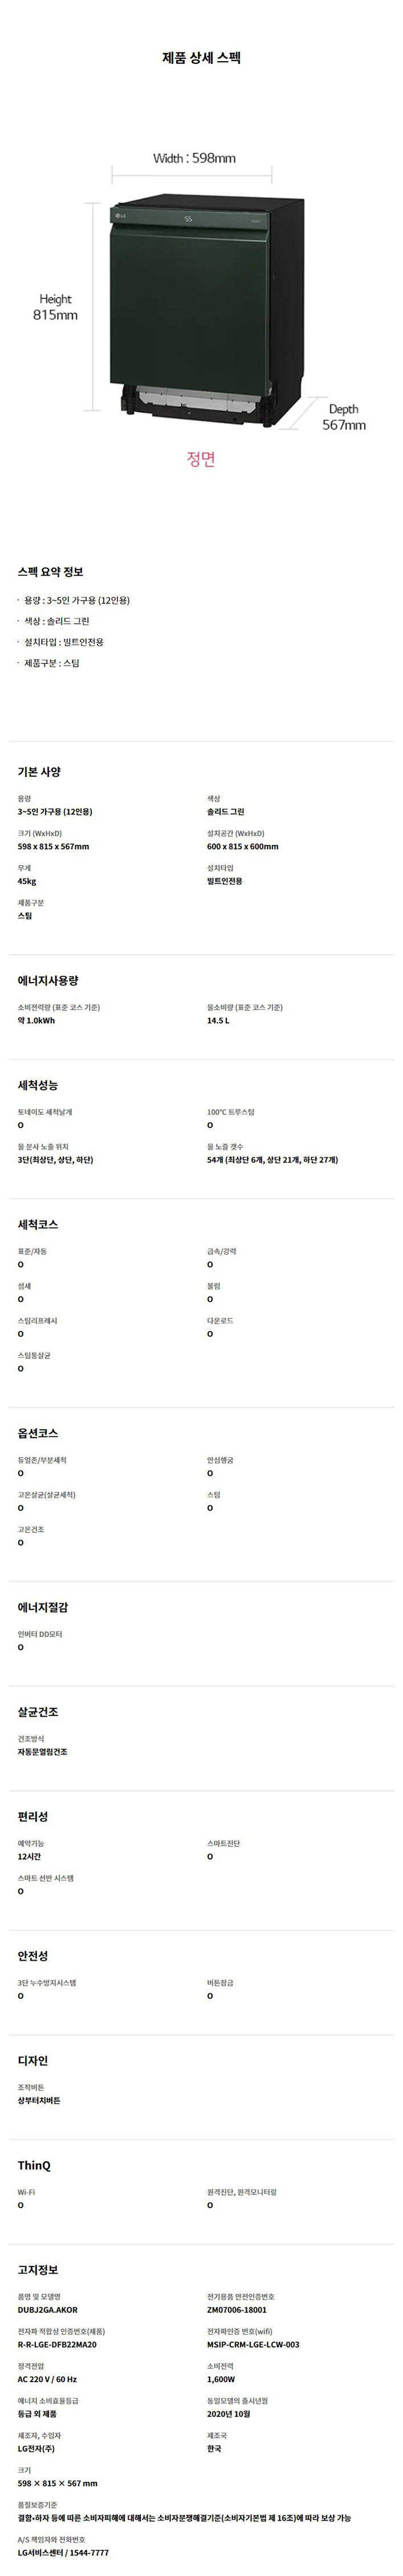 제품 상세 스펙
Width : 598mm
LG
SS
Height
815mm
Depth
567mm
정면
스펙 요약 정보
· 용량 : 3~5인 가구용 (12인용)
· 색상 : 솔리드 그린
· 설치타입 : 빌트인전용
· 제품구분 : 스팀
기본 사양
용량 색상
3~5인 가구용 (12인용) 솔리드 그린
크기 (WxHxD) 설치공간 (WxHxD)
598 x 815 x 567mm 600 x 815 x 600mm
무게 설치타입
45kg 빌트인전용
제품구분
스팀
에너지사용량
소비전력량 (표준 코스 기준) 물소비량 (표준 코스 기준)
약 1.0kWh 14.5 L
세척성능
토네이도 세척날개 100℃ 트루스팀
O O
물 분사 노출 위치 물 노즐 갯수
3단(최상단, 상단, 하단) 54개 (최상단 6개, 상단 21개, 하단 27개)
세척코스
표준/자동 급속/강력
O O
섬세 불림
O O
스팀리프레시 다운로드
O O
스팀통살균
O
옵션코스
듀얼존/부분세척 안심헹굼
O O
고온살균(살균세척) 스팀
O O
고온건조
O
에너지절감
인버터 DD모터
O
살균건조
건조방식
자동문열림건조
편리성
예약기능 스마트진단
12시간 O
스마트 선반 시스템
O
안전성
3단 누수방지시스템 버튼잠금
O O
디자인
조작버튼
상부터치버튼
ThinQ
Wi-Fi 원격진단, 원격모니터링
O O
고지정보
품명 및 모델명 전기용품 안전인증번호
DUBJ2GA.AKOR ZM07006-18001
전자파 적합성 인증번호(제품) 전자파인증 번호(wifi)
R-R-LGE-DFB22MA20 MSIP-CRM-LGE-LCW-003
정격전압 소비전력
AC 220 V / 60 Hz 1,600W
에너지 소비효율등급 동일모델의 출시년월
등급 외 제품 2020년 10월
제조자, 수입자 제조국
LG전자(주) 한국
크기
598 × 815 × 567 mm
품질보증기준
결함•하자 등에 따른 소비자피해에 대해서는 소비자분쟁해결기준(소비자기본법 제 16조)에 따라 보상 가능
A/S 책임자와 전화번호
LG서비스센터 / 1544-7777